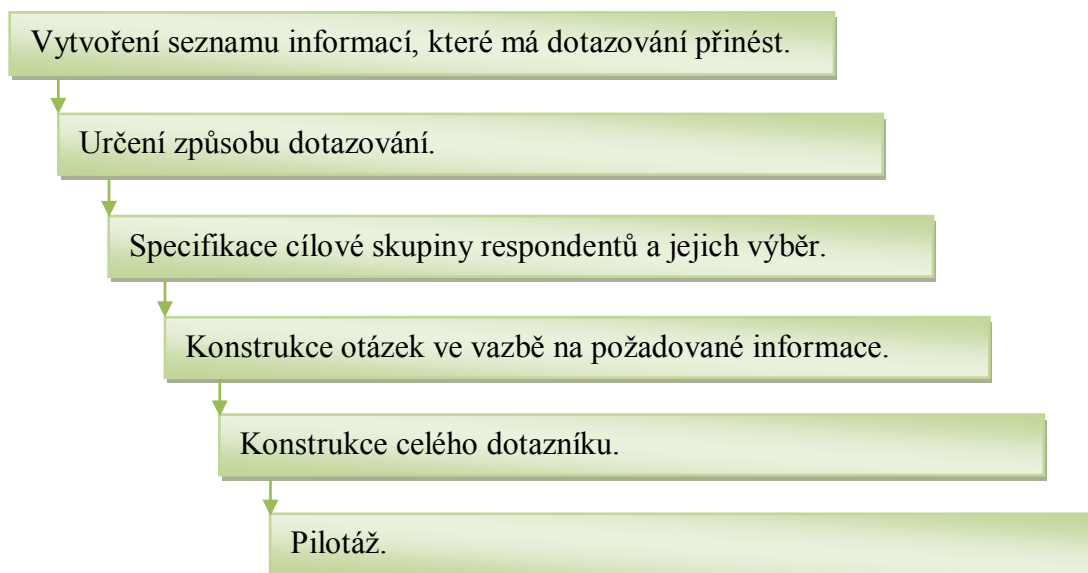 Vytvoření seznamu informací, které má dotazování přinést.
Určení způsobu dotazování.
Specifikace cílové skupiny respondentů a jejich výběr.
Konstrukce otázek ve vazbě na požadované informace.
Konstrukce celého dotazníku.
Pilotáž.